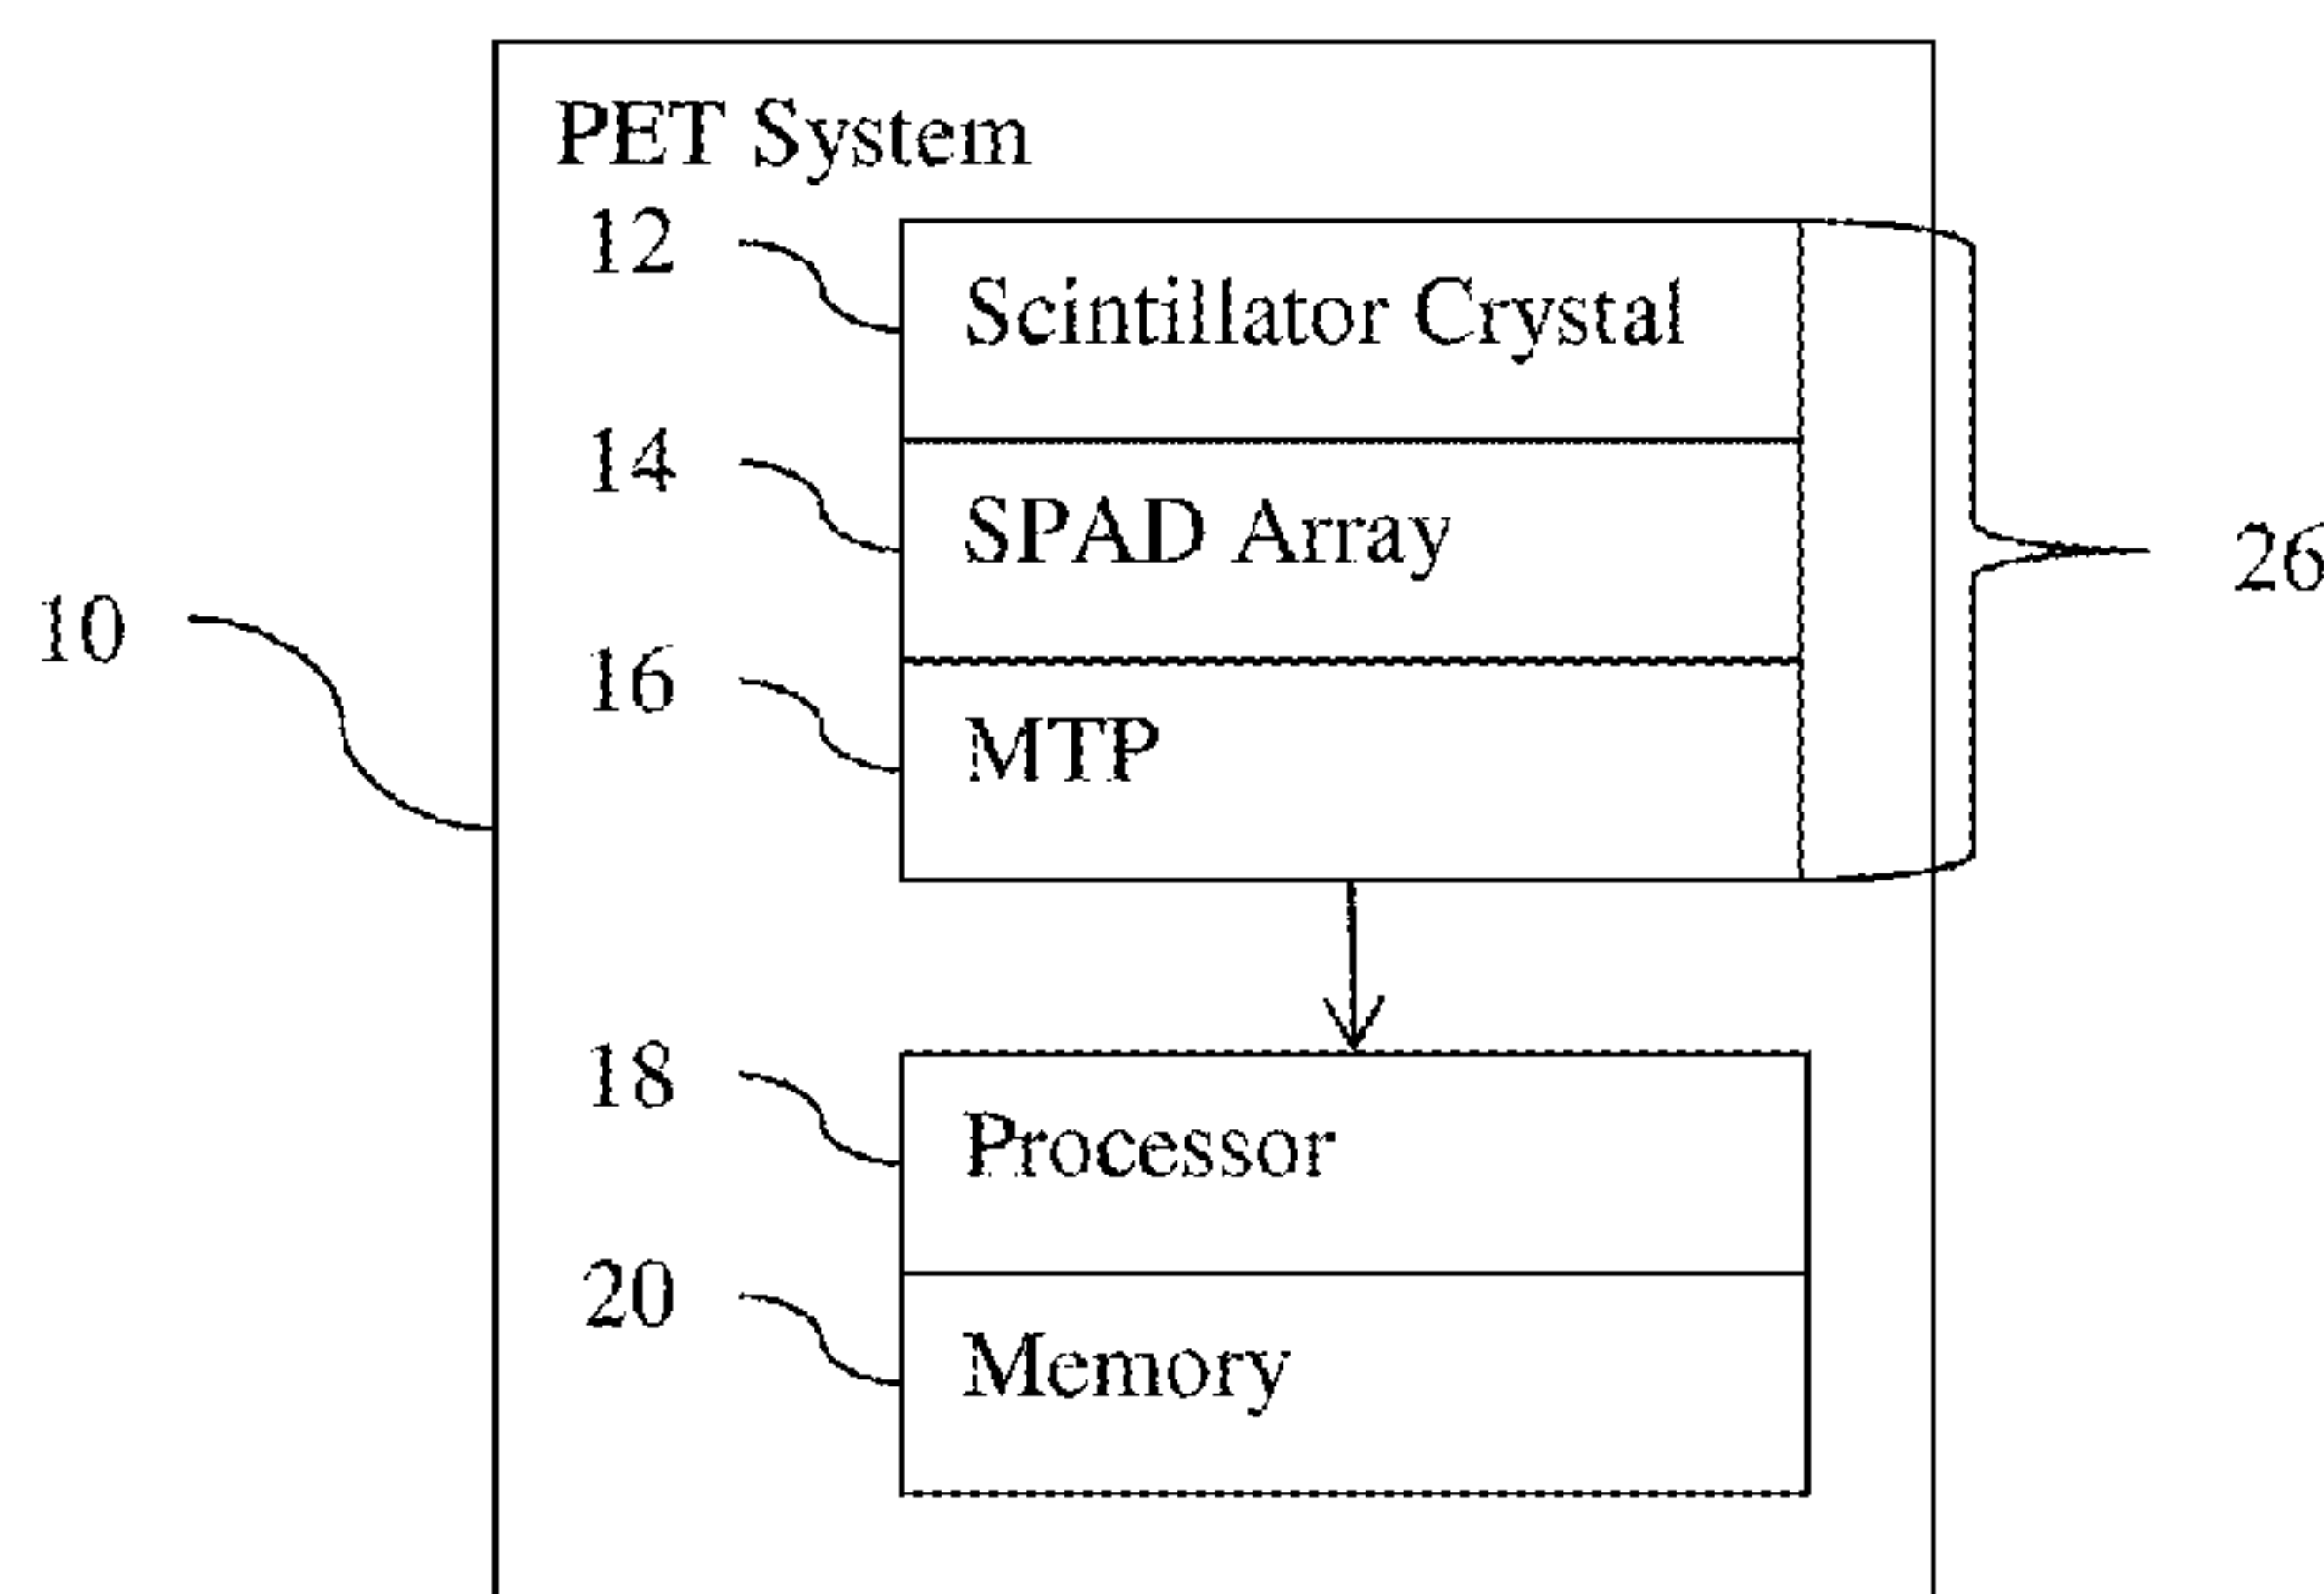 PET System
12
Scintillator Crystal
14
SPAD Array
26
10
16
MTP
18
Processor
20
Memory